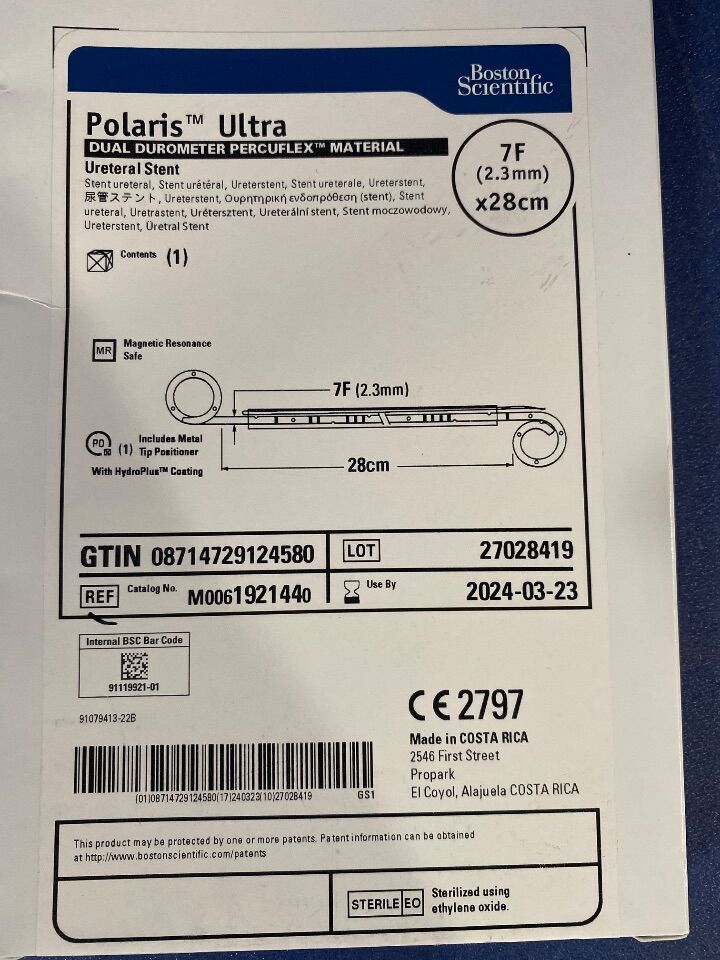 Boston
Scientific
Polaris™ Ultra
DUAL DUROMETER PERCUFLEX™ MATERIAL
Ureteral Stent
Stent ureteral, Stent urétéral, Ureterstent, Stent ureterale, Ureterstent,
尿管ステント, Ureterstent, Ουρητηρική ενδοπρόθεση (stent), Stent
ureteral, Uretrastent, Uréterstent, Ureterální stent, Stent moczowodowy,
Ureterstent, Üretral Stent
7F
(2.3mm)
x28cm
Contents (1)
MR
Magnetic Resonance
Safe
7F (2.3mm)
PO (1) Includes Metal
Tip Positioner
With HydroPlus™ Coating
28cm
GTIN 08714729124580
LOT 27028419
REF Catalog No. M0061921440
Use By 2024-03-23
Internal BSC Bar Code
91119921-01
91079413-22B
CE 2797
Made in COSTA RICA
2546 First Street
Propark
El Coyol, Alajuela COSTA RICA
(01)08714729124580(17)240323(10)27028419 GS1
This product may be protected by one or more patents. Patent information can be obtained
at http://www.bostonscientific.com/patents
STERILE EO
Sterilized using
ethylene oxide.